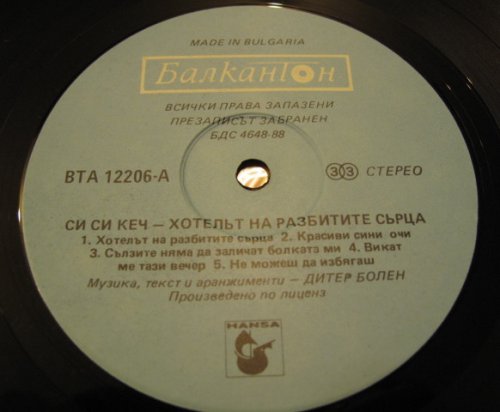 MADE IN BULGARIA
БалканТон
ВСИЧКИ ПРАВА ЗАПАЗЕНИ
ПРЕЗАПИСЪТ ЗАБРАНЕН
БДС 4648-88
ВТА 12206-А
33 СТЕРЕО
СИ СИ КЕЧ — ХОТЕЛЪТ НА РАЗБИТИТЕ СЪРЦА
1. Хотелът на разбитите сърца 2. Красиви сини очи
3. Сълзите няма да заличат болката ми 4. Викат
ме тази вечер 5. Не можеш да избягаш
Музика, текст и аранжименти — ДИТЕР БОЛЕН
Произведено по лиценз
HANSA